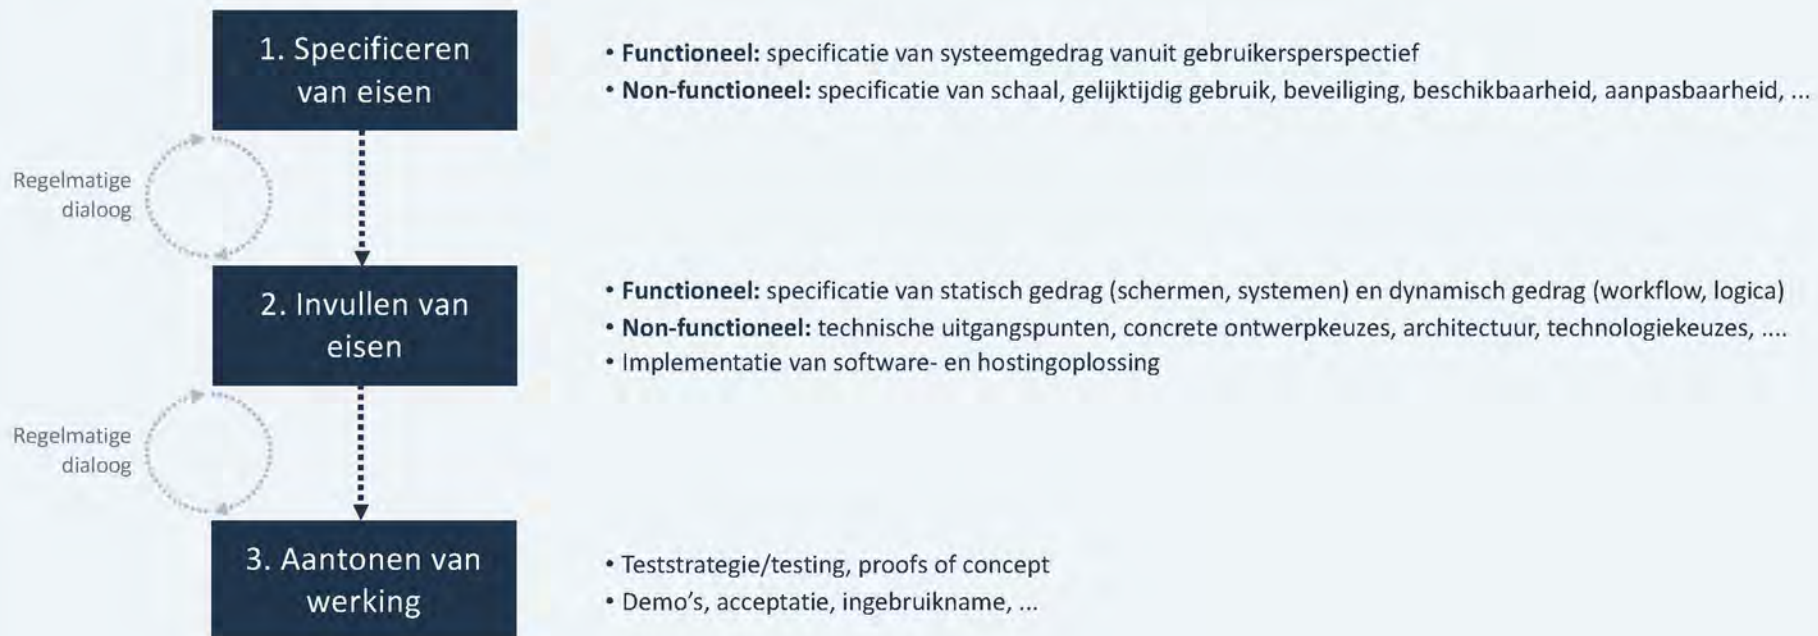 1. Specificeren
van eisen
• Functioneel: specificatie van systeemgedrag vanuit gebruikersperspectief
• Non-functioneel: specificatie van schaal, gelijktijdig gebruik, beveiliging, beschikbaarheid, aanpasbaarheid, ...
Regelmatige
dialoog
2. Invullen van
eisen
• Functioneel: specificatie van statisch gedrag (schermen, systemen) en dynamisch gedrag (workflow, logica)
• Non-functioneel: technische uitgangspunten, concrete ontwerpkeuzes, architectuur, technologiekeuzes, ....
• Implementatie van software- en hostingoplossing
Regelmatige
dialoog
3. Aantonen van
werking
• Teststrategie/testing, proofs of concept
• Demo's, acceptatie, ingebruikname, ...